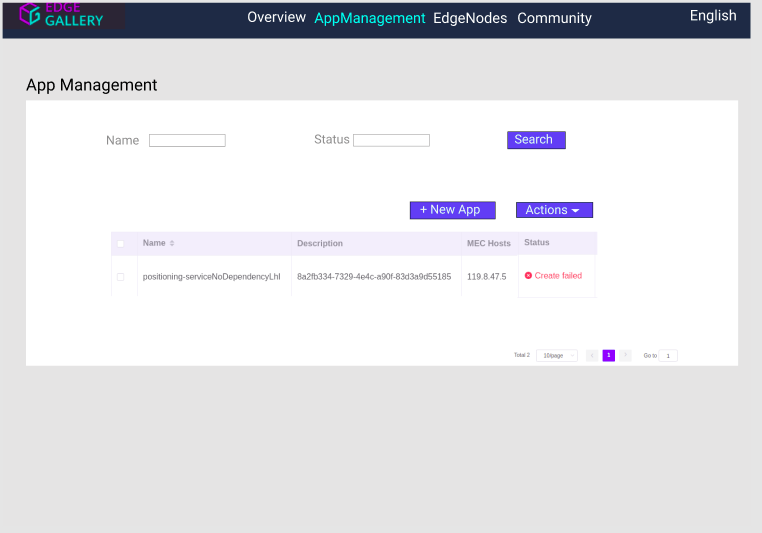 EDGE
GALLERY
Overview AppManagement EdgeNodes Community English
App Management
Name Status Search
+ New App Actions
Name Description MEC Hosts Status
positioning-serviceNoDependencyLhl 8a2fb334-7329-4e4c-a90f-83d3a9d55185 119.8.47.5 Create failed
Total 2 10/page 1 Go to 1